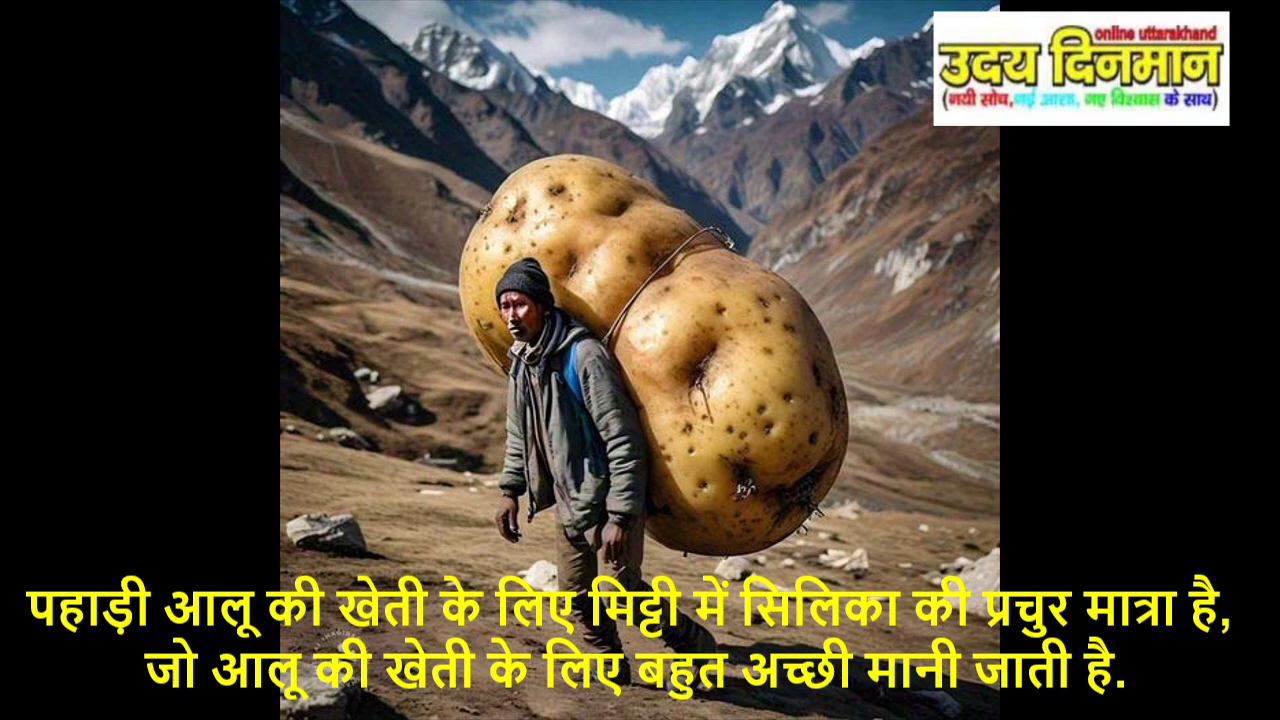 online uttarakhand
उदय दिनमान
(नयी सोच,नई आशा, नए विश्वास के साथ)
पहाड़ी आलू की खेती के लिए मिट्टी में सिलिका की प्रचुर मात्रा है,
जो आलू की खेती के लिए बहुत अच्छी मानी जाती है.